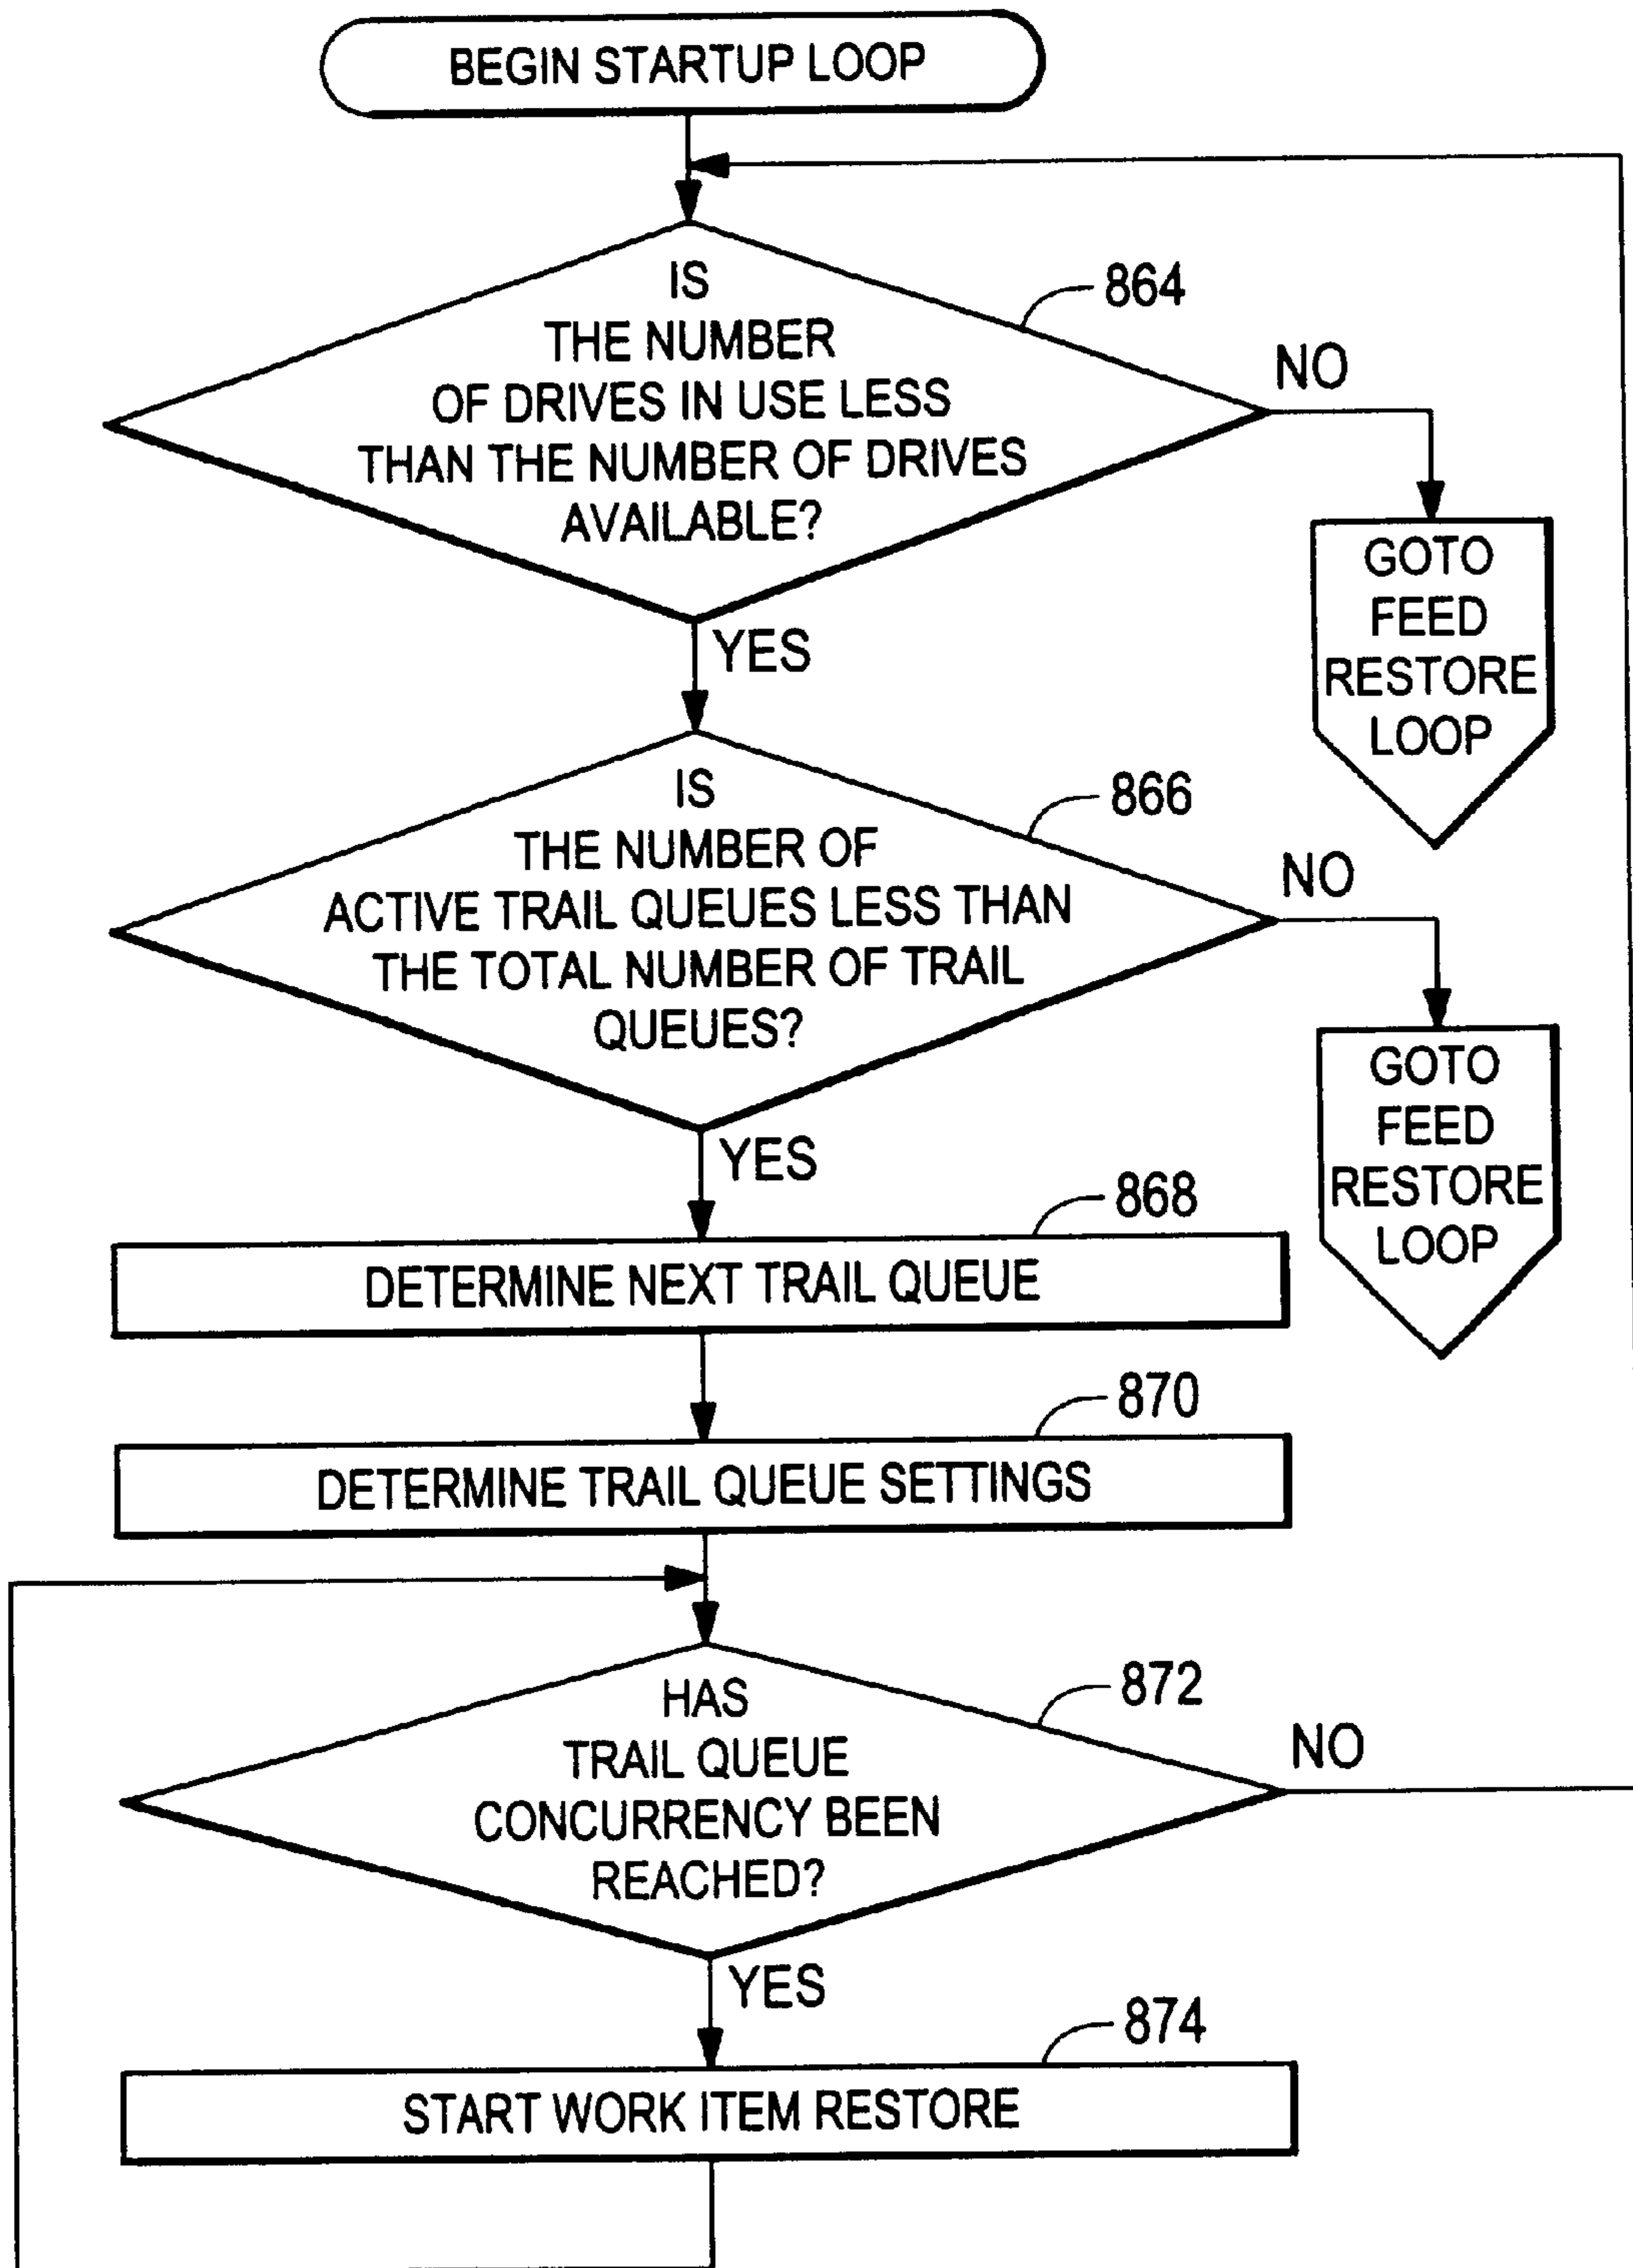 BEGIN STARTUP LOOP
IS
THE NUMBER
OF DRIVES IN USE LESS
THAN THE NUMBER OF DRIVES
AVAILABLE?
864
NO
GOTO
FEED
RESTORE
LOOP
YES
IS
THE NUMBER OF
ACTIVE TRAIL QUEUES LESS THAN
THE TOTAL NUMBER OF TRAIL
QUEUES?
866
NO
GOTO
FEED
RESTORE
LOOP
YES
868
DETERMINE NEXT TRAIL QUEUE
870
DETERMINE TRAIL QUEUE SETTINGS
HAS
TRAIL QUEUE
CONCURRENCY BEEN
REACHED?
872
NO
YES
874
START WORK ITEM RESTORE